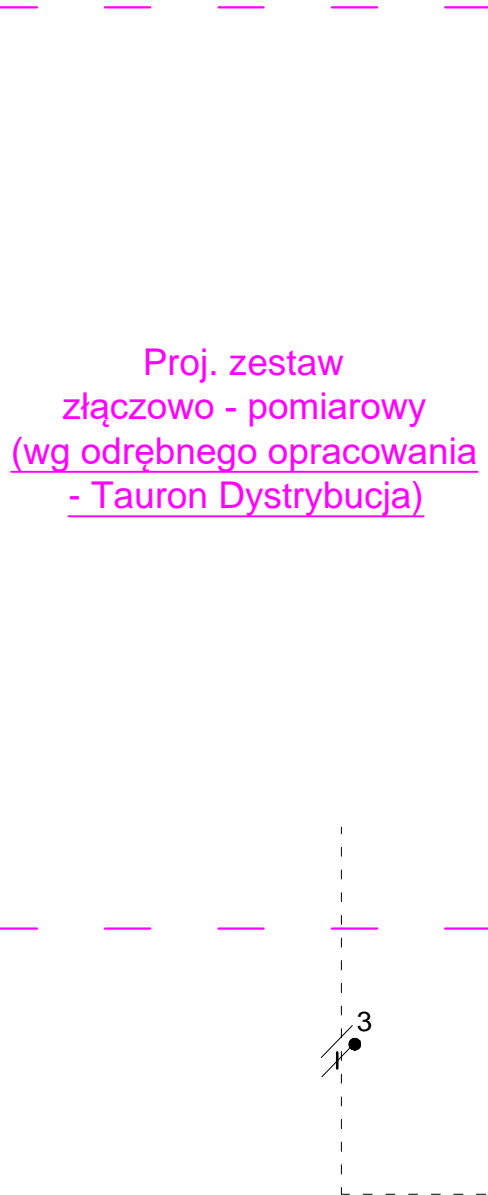 Proj. zestaw
złączowo - pomiarowy
(wg odrębnego opracowania
- Tauron Dystrybucja)
3